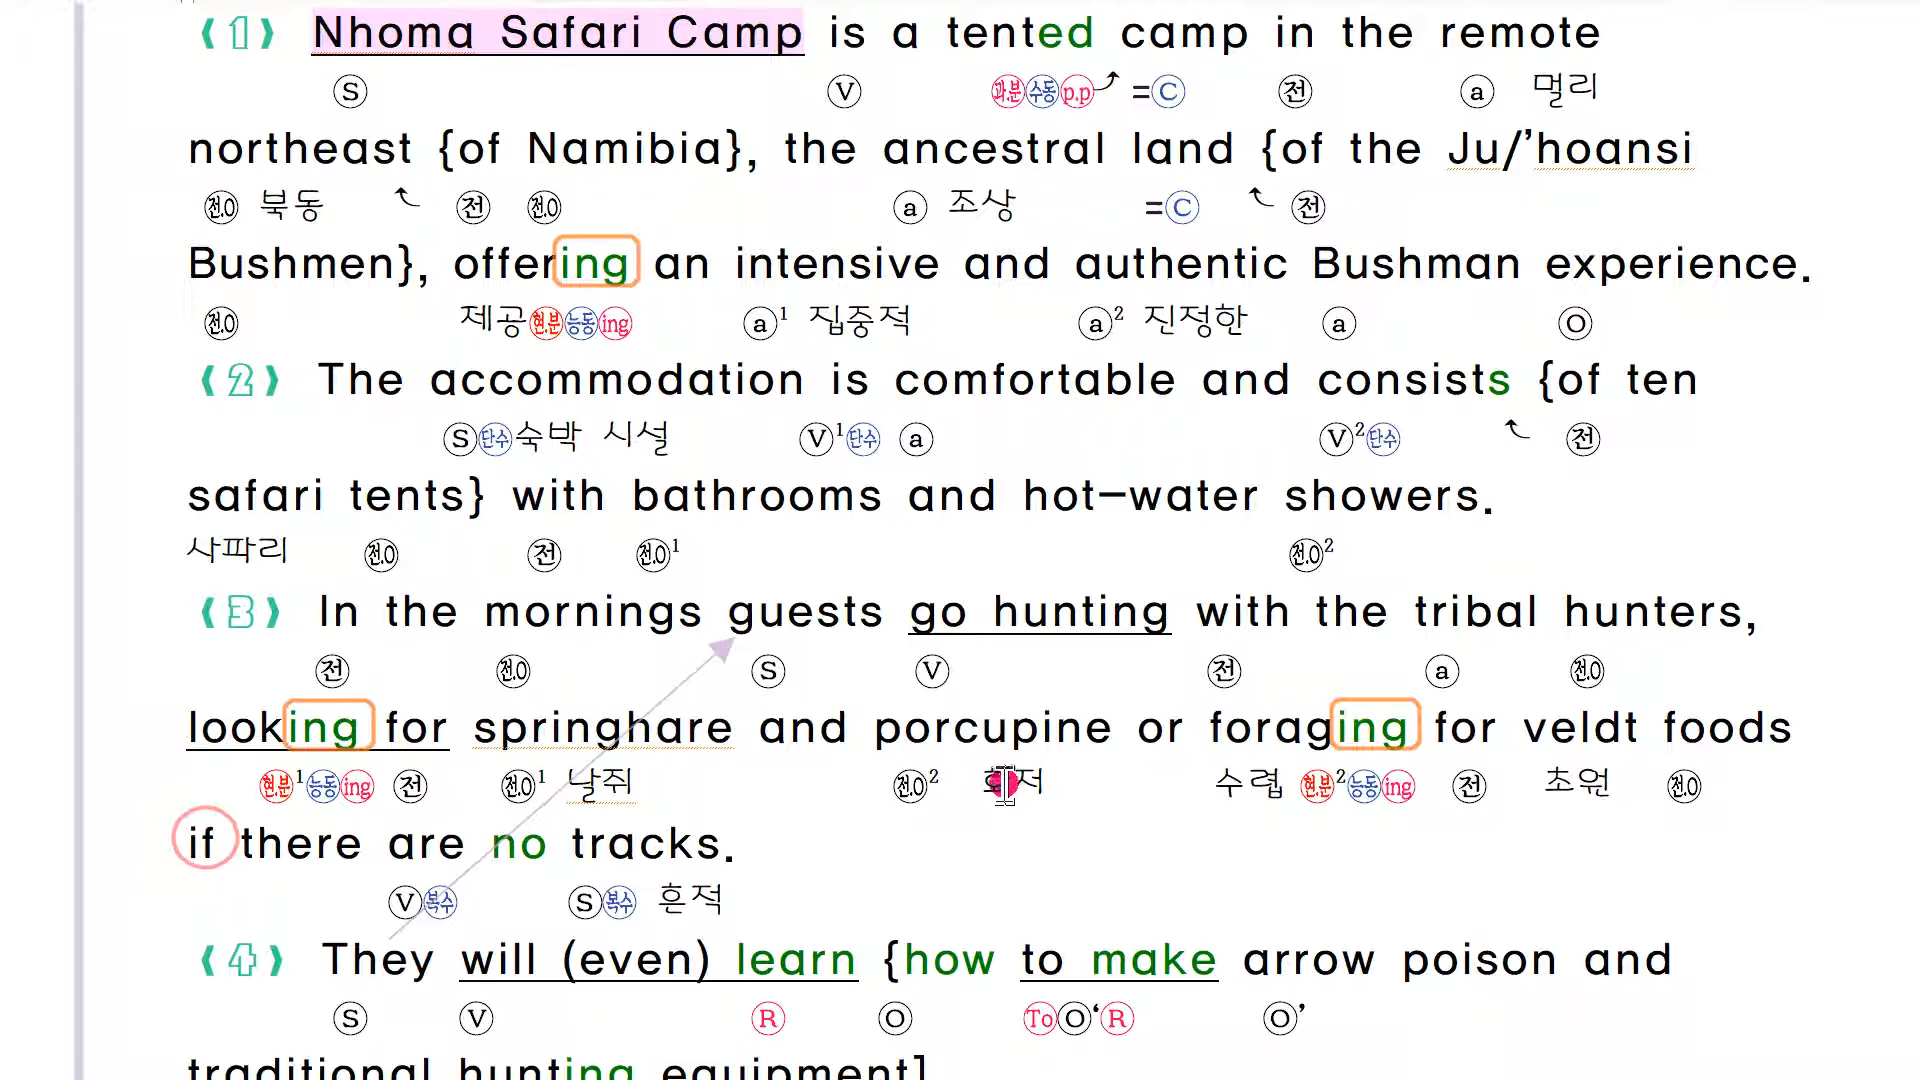 (1) Nhoma Safari Camp is a tented camp in the remote
S V 과분 수동 p.p =C 전 a 멀리
northeast {of Namibia}, the ancestral land {of the Ju/'hoansi
전.O 북동 전 전.O a 조상 =C 전
Bushmen}, offering an intensive and authentic Bushman experience.
전.O 제공 현분 능동 ing a¹ 집중적 a² 진정한 a O
(2) The accommodation is comfortable and consists {of ten
S 단수 숙박 시설 V¹ 단수 a V² 단수 전
safari tents} with bathrooms and hot-water showers.
사파리 전.O 전 전.O¹ 전.O²
(3) In the mornings guests go hunting with the tribal hunters,
전 전.O S V 전 a 전.O
looking for springhare and porcupine or foraging for veldt foods
현분¹ 능동 ing 전 전.O¹ 날쥐 전.O² 수렵 현분² 능동 ing 전 초원 전.O
if there are no tracks.
V 복수 S 복수 흔적
(4) They will (even) learn {how to make arrow poison and
S V R O To O‘ R O’
traditional hunting equipment}